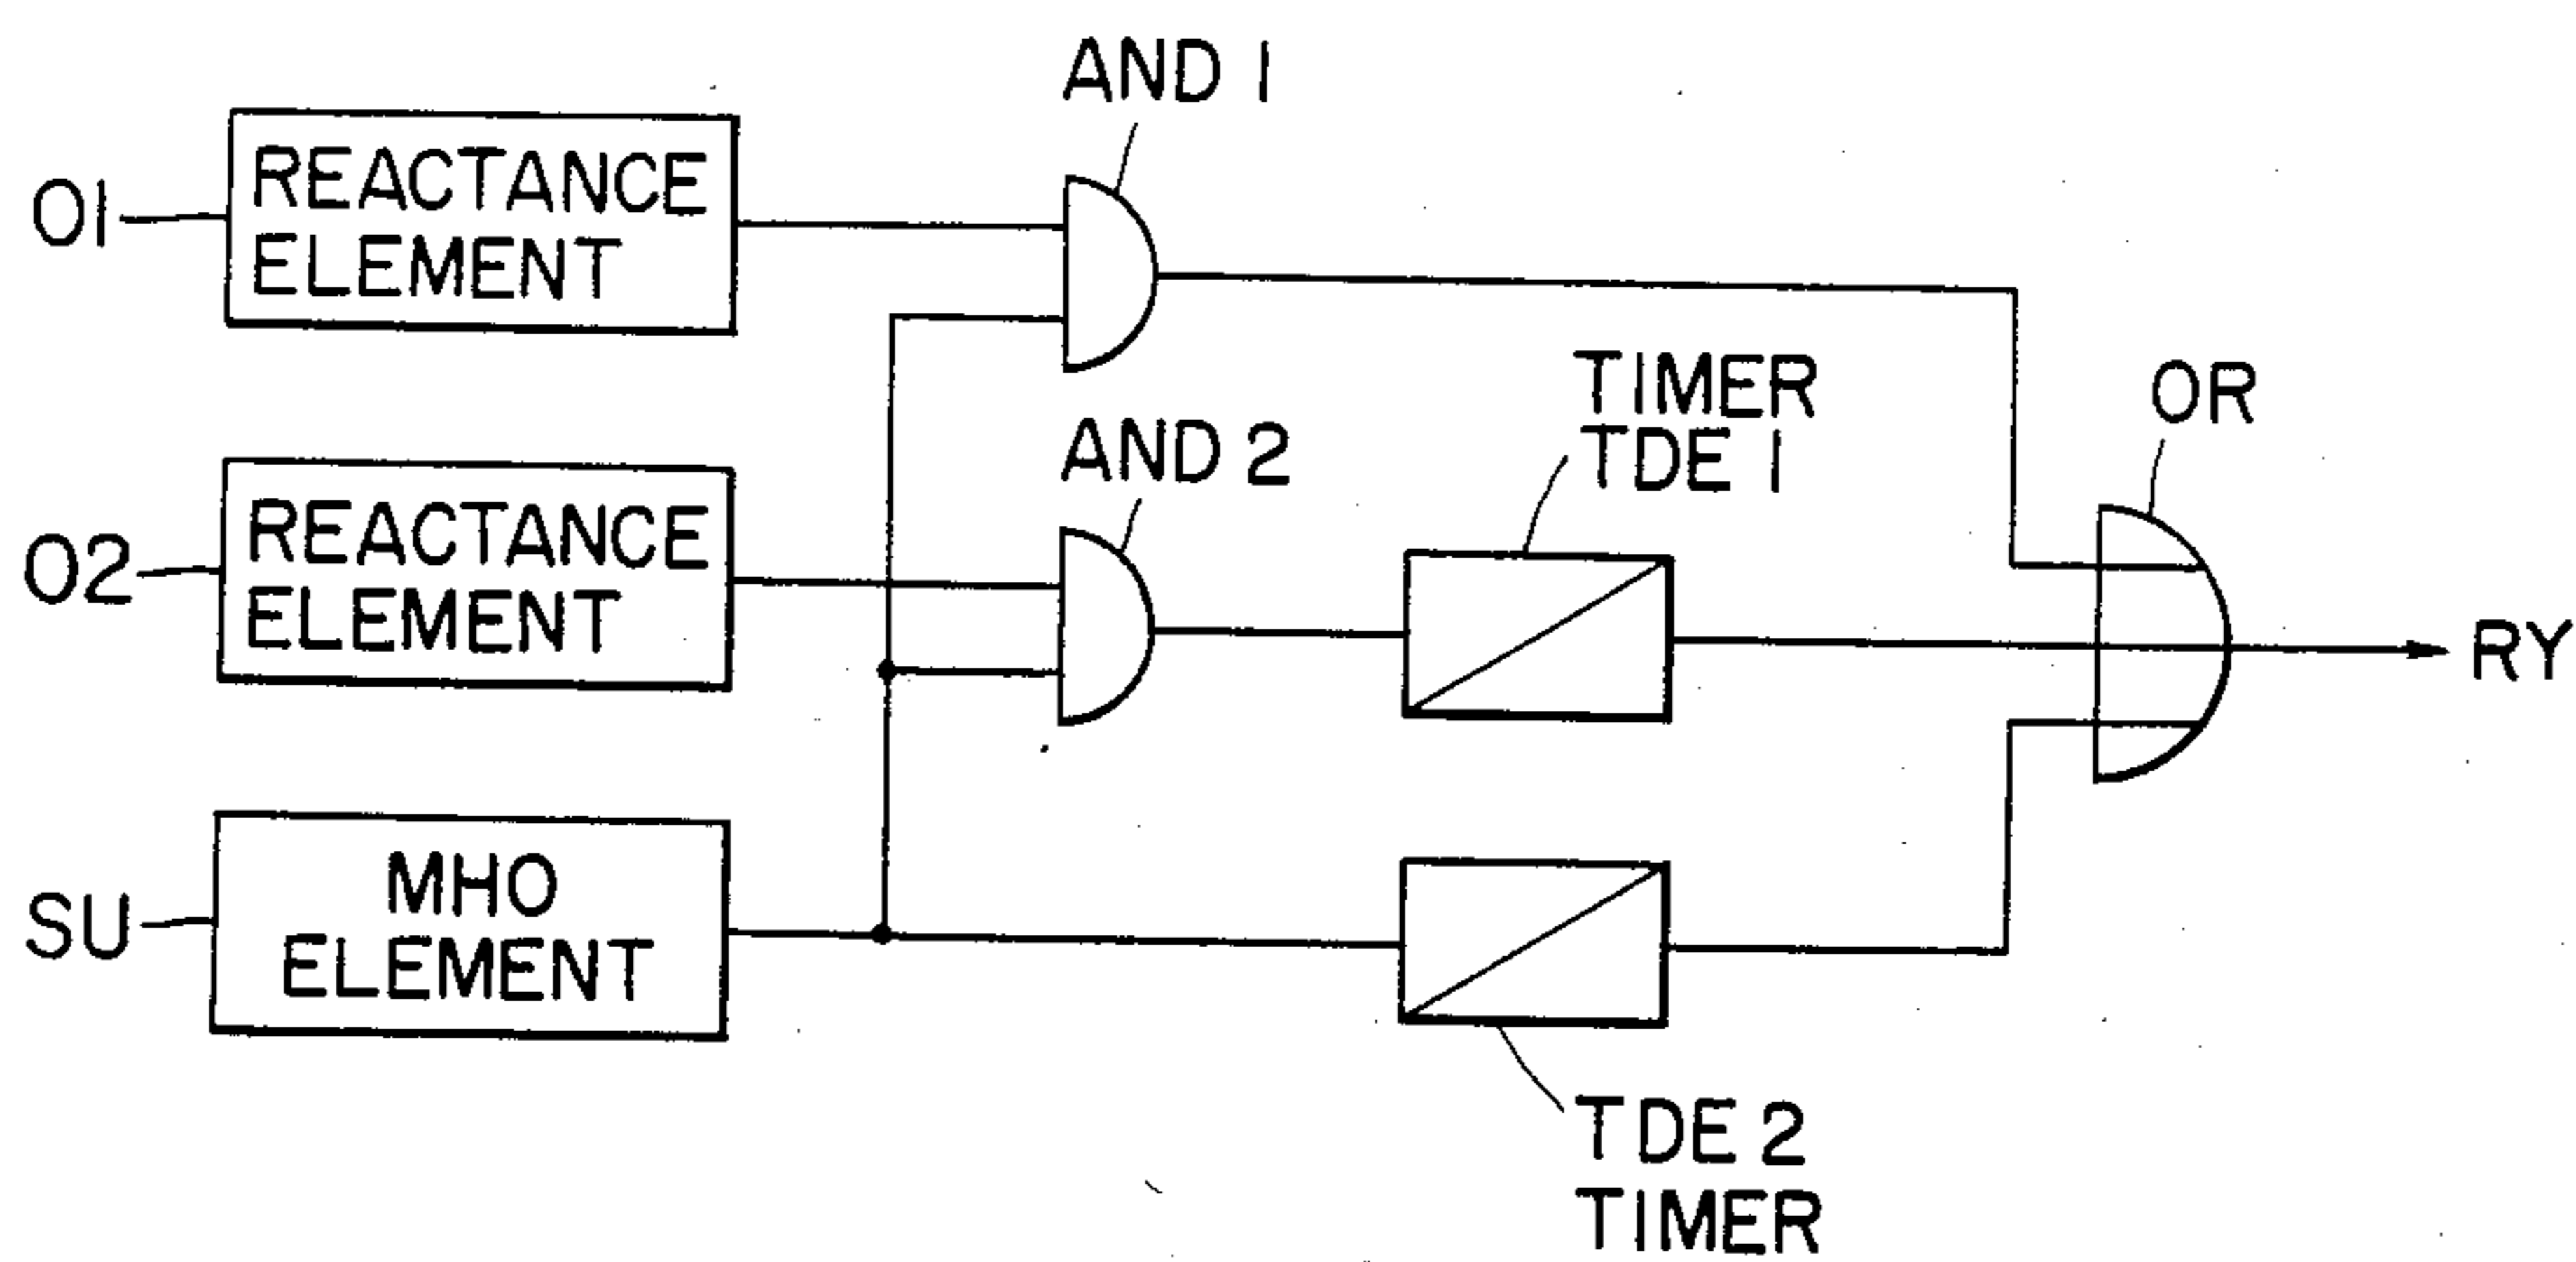 AND 1
O1
REACTANCE
ELEMENT
TIMER
TDE 1
OR
AND 2
O2
REACTANCE
ELEMENT
RY
SU
MHO
ELEMENT
TDE 2
TIMER